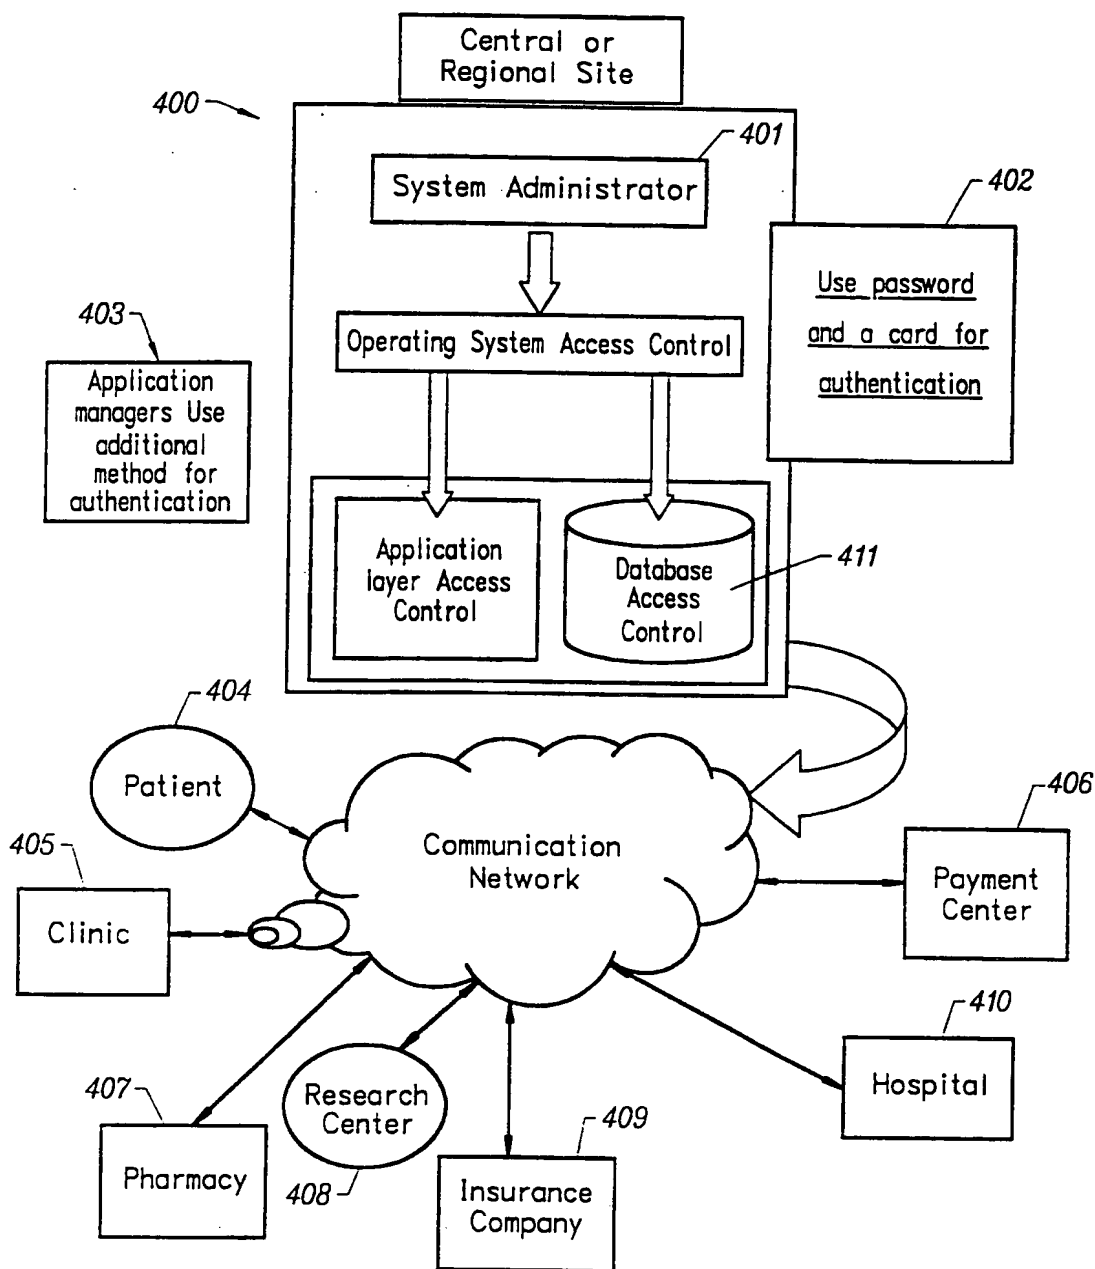 Central or
Regional Site
400
401
System Administrator
402
Use password
and a card for
authentication
Operating System Access Control
403
Application
managers Use
additional
method for
authentication
Application
layer Access
Control
Database
Access
Control
411
404
Patient
405
Clinic
Communication
Network
406
Payment
Center
410
Hospital
407
Pharmacy
Research
Center
408
409
Insurance
Company